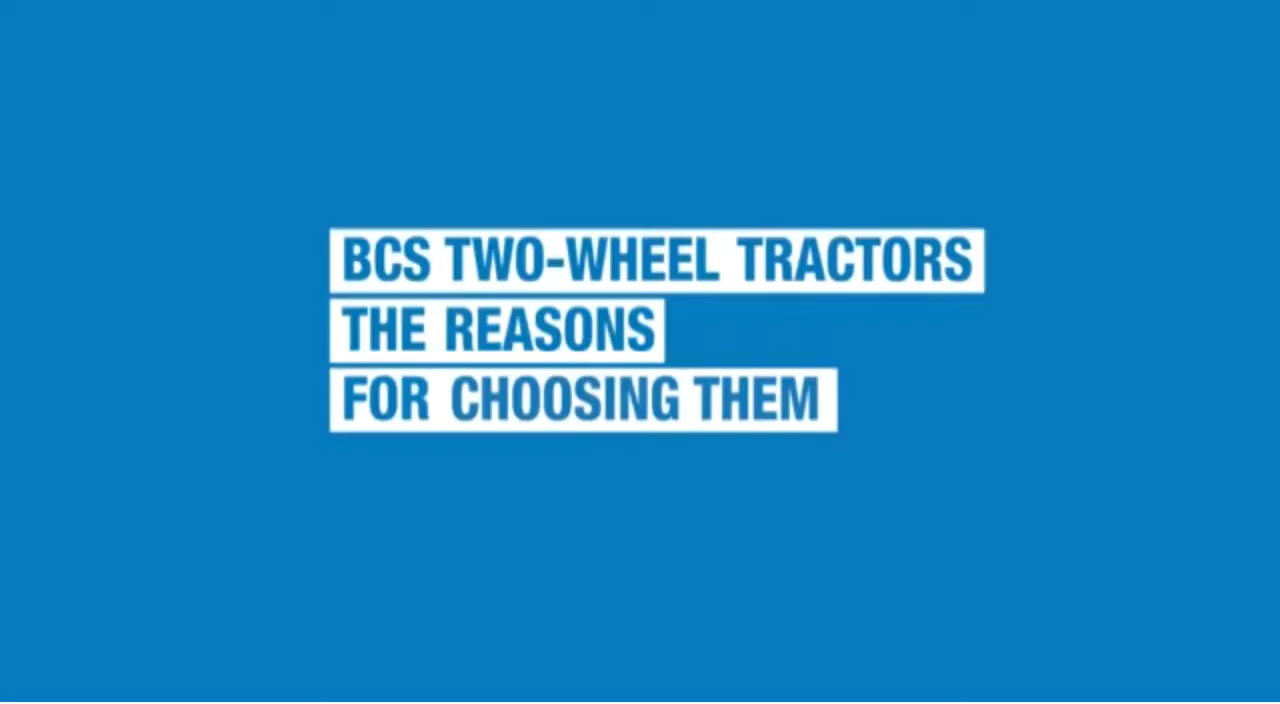 BCS TWO-WHEEL TRACTORS
THE REASONS
FOR CHOOSING THEM